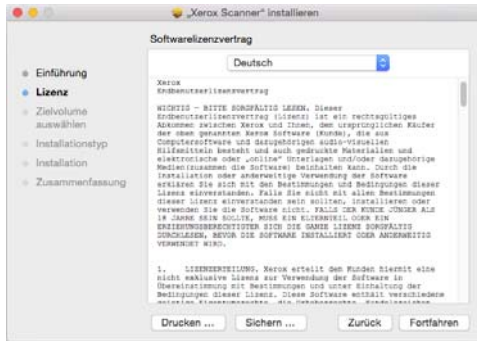 „Xerox Scanner“ installieren
Softwarelizenzvertrag
Deutsch
Einführung
Lizenz
Zielvolume
auswählen
Installationstyp
Installation
Zusammenfassung
Xerox
Endbenutzerlizenzvertrag
WICHTIG – BITTE SORGFÄLTIG LESEN. Dieser
Endbenutzerlizenzvertrag (Lizenz) ist ein rechtsgültiges
Abkommen zwischen Xerox und Ihnen, dem ursprünglichen Käufer
der oben genannten Xerox Software (Kunde), die aus
Computersoftware und dazugehörigen audio-visuellen
Hilfsmitteln besteht und auch gedruckte Materialien und
elektronische oder „online“ Unterlagen und/oder dazugehörige
Medien(zusammen die Software) beinhalten kann. Durch die
Installation oder anderweitige Verwendung der Software
erklären Sie sich mit den Bestimmungen und Bedingungen dieser
Lizenz einverstanden. Falls Sie nicht mit allen Bestimmungen
dieser Lizenz einverstanden sein sollten, installieren oder
verwenden Sie die Software nicht. FALLS DER KUNDE JÜNGER ALS
18 JAHRE SEIN SOLLTE, MUSS EIN ELTERNTEIL ODER EIN
ERZIEHUNGSBERECHTIGTER SICH DIE GANZE LIZENZ SORGFÄLTIG
DURCHLESEN, BEVOR DIE SOFTWARE INSTALLIERT ODER ANDERWEITIG
VERWENDET WIRD.
1. LIZENZERTEILUNG. Xerox erteilt dem Kunden hiermit eine
nicht exklusive Lizenz zur Verwendung der Software in
Übereinstimmung mit Bestimmungen und unter Einhaltung der
Bedingungen dieser Lizenz. Diese Software enthält verschiedene
Drucken ...
Sichern ...
Zurück
Fortfahren